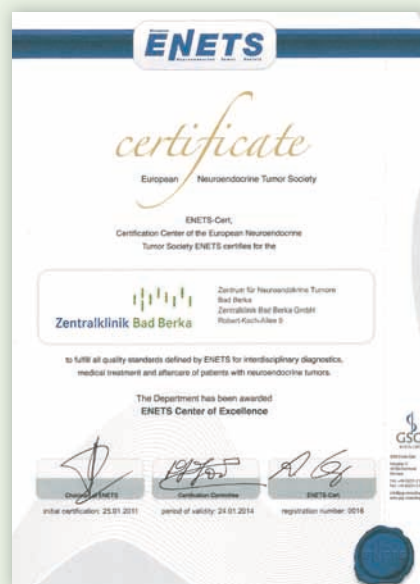 ENETS
certificate
European Neuroendocrine Tumor Society
ENETS-Cert,
Certification Center of the European Neuroendocrine
Tumor Society ENETS certifies for the
Zentralklinik Bad Berka
Zentrum für Neuroendokrine Tumore
Bad Berka
Zentralklinik Bad Berka GmbH
Robert-Koch-Allee 9
to fulfill all quality standards defined by ENETS for interdisciplinary diagnostics,
medical treatment and aftercare of patients with neuroendocrine tumors.
The Department has been awarded
ENETS Center of Excellence
Chairman of ENETS
Certification Committee
ENETS-Cert.
initial certification: 25.01.2011
period of validity: 24.01.2014
registration number: 0016
GSG